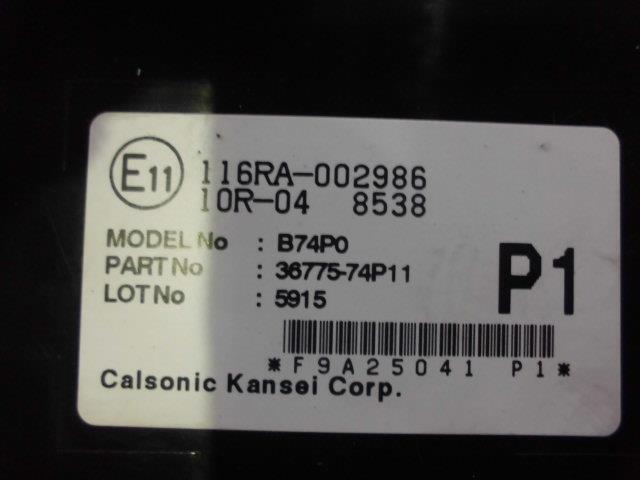 E11 116RA-002986
10R-04 8538
MODEL No : B74P0
PART No : 36775-74P11
LOT No : 5915
P1
*F9A25041 P1*
Calsonic Kansei Corp.